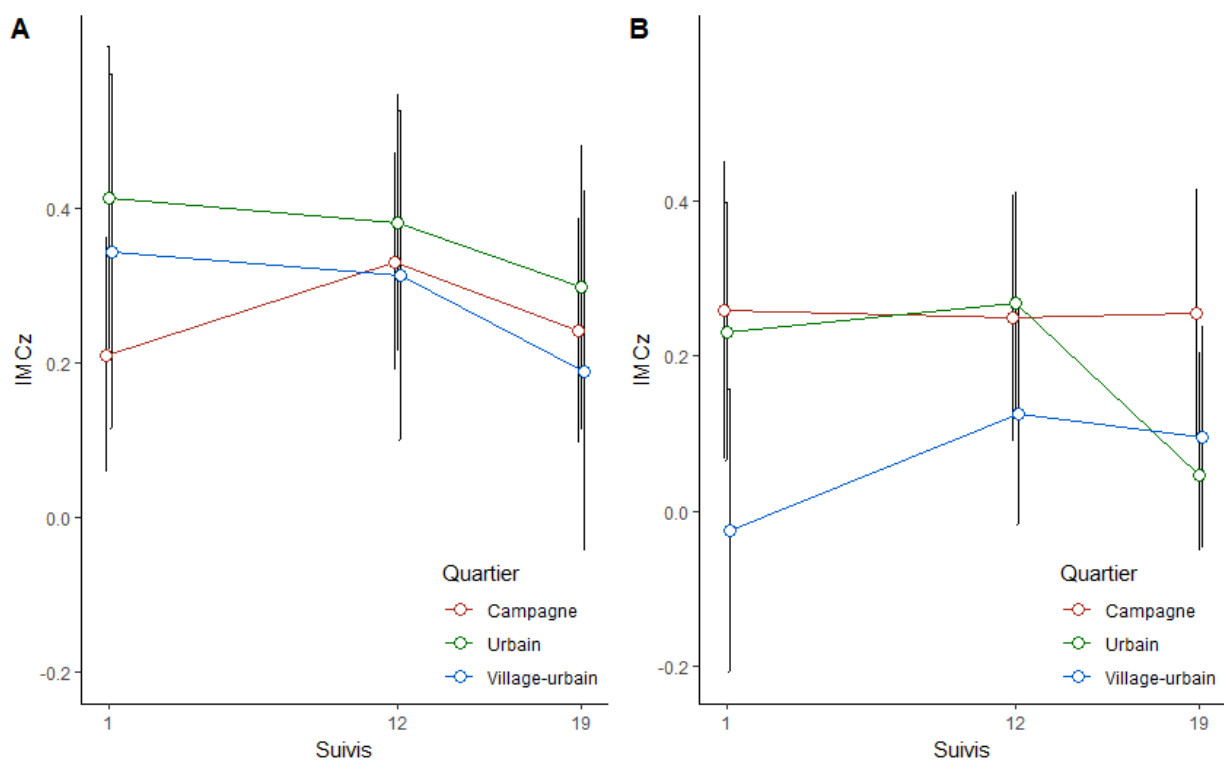 A
IMCz
0.4
0.2
0.0
-0.2
Quartier
Campagne
Urbain
Village-urbain
1
12
19
Suivis
B
IMCz
0.4
0.2
0.0
-0.2
Quartier
Campagne
Urbain
Village-urbain
1
12
19
Suivis